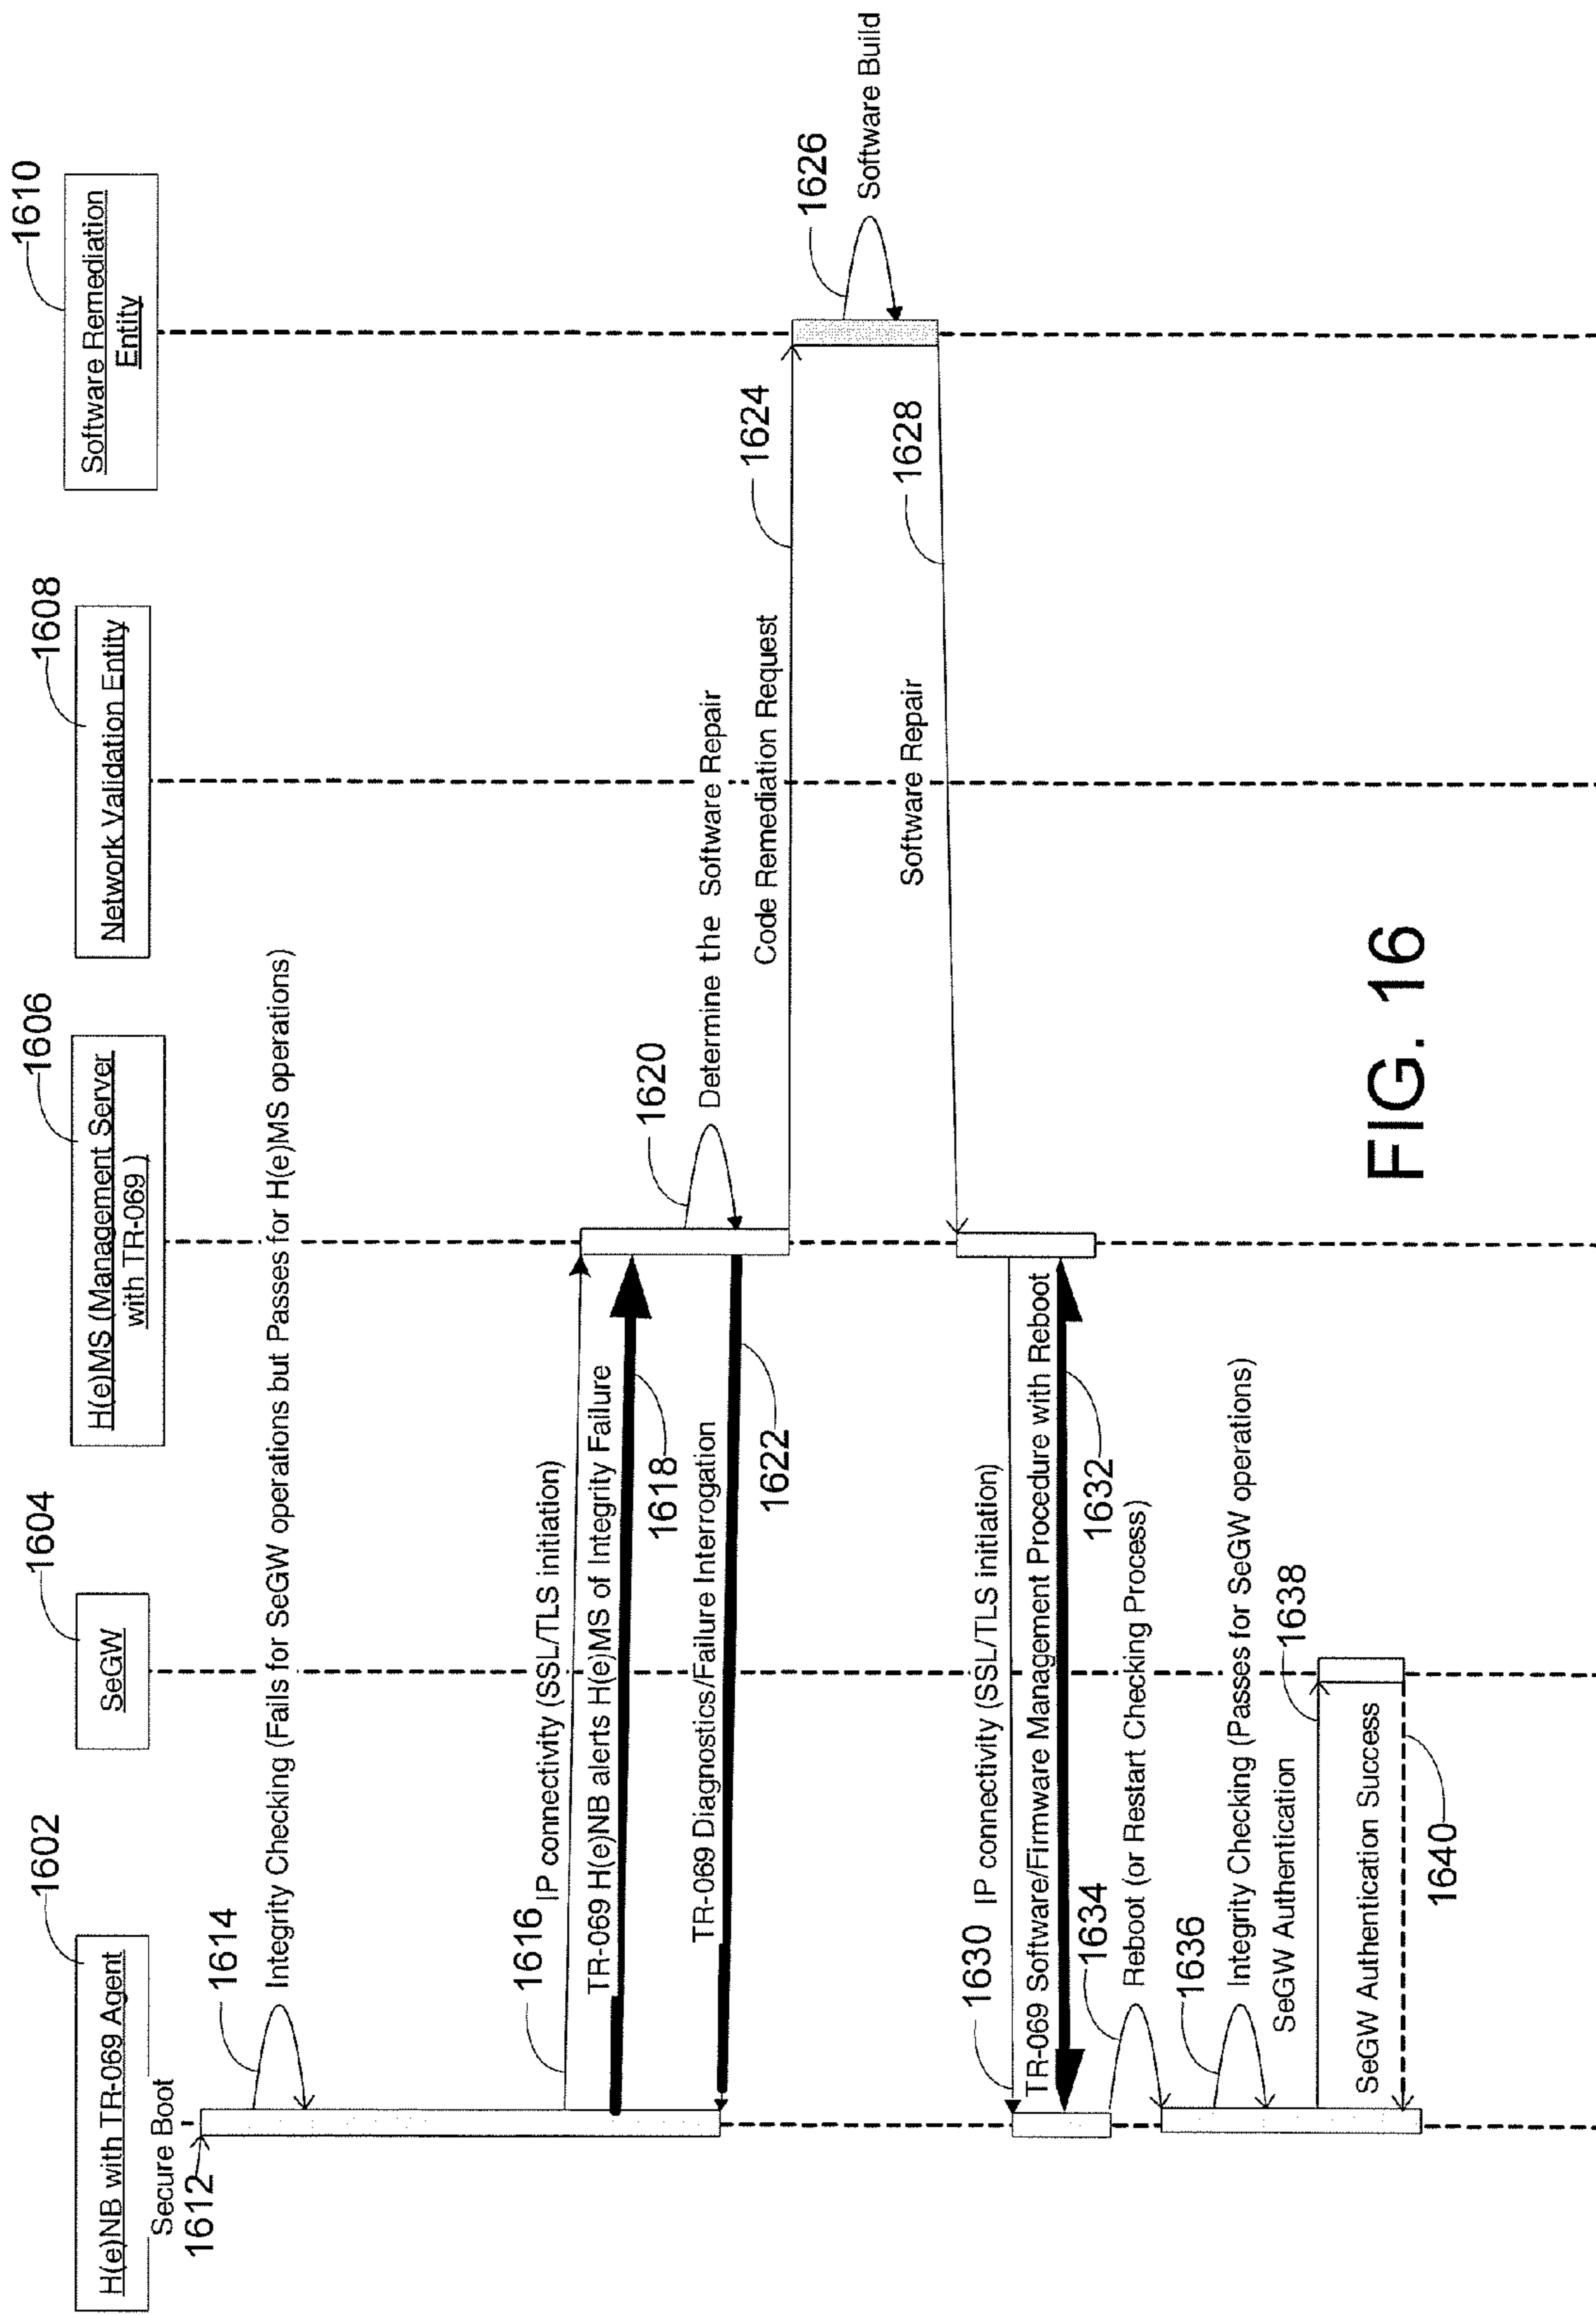 1602
1604
1606
1608
1610
H(e)NB with TR-069 Agent
SeGW
H(e)MS (Management Server
with TR-069 )
Network Validation Entity
Software Remediation
Entity
Secure Boot
1612
1614
Integrity Checking (Fails for SeGW operations but Passes for H(e)MS operations)
1616
IP connectivity (SSL/TLS initiation)
TR-069 H(e)NB alerts H(e)MS of Integrity Failure
1618
1620
Determine the Software Repair
TR-069 Diagnostics/Failure Interrogation
1622
Code Remediation Request
1624
1626
Software Build
Software Repair
1628
1630
IP connectivity (SSL/TLS initiation)
TR-069 Software/Firmware Management Procedure with Reboot
1632
1634
Reboot (or Restart Checking Process)
1636
Integrity Checking (Passes for SeGW operations)
SeGW Authentication
1638
SeGW Authentication Success
1640
FIG. 16